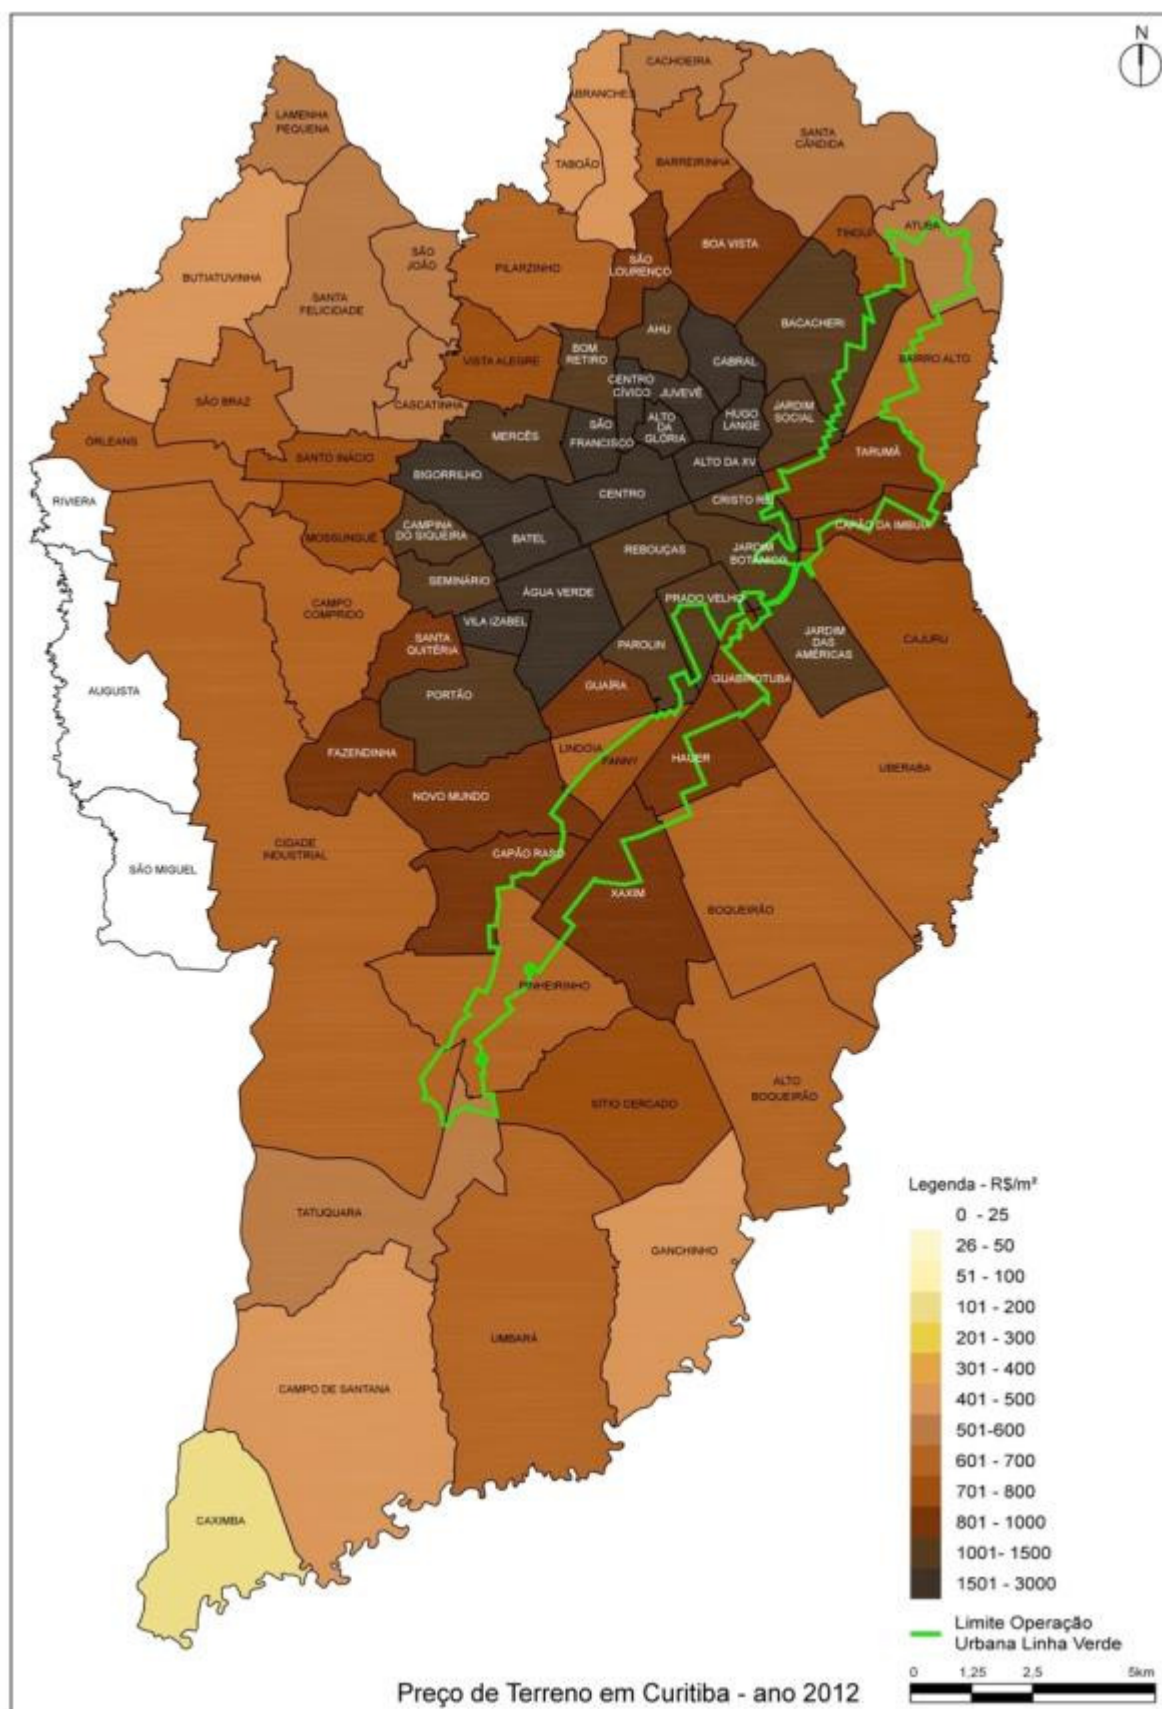 N
CACHOEIRA
ABRANCHES
LAMENHA
PEQUENA
SANTA
CÂNDIDA
TABOÃO
BARREIRINHA
ATUBA
TINGUI
BOA VISTA
SÃO
LOURENÇO
SÃO
JOÃO
PILARZINHO
BUTIATUVINHA
SANTA
FELICIDADE
BACACHERI
AHU
BOM
RETIRO
VISTA ALEGRE
CABRAL
BAIRRO ALTO
CENTRO
CÍVICO
JUVEVÊ
SÃO BRAZ
CASCATINHA
HUGO
LANGE
JARDIM
SOCIAL
ALTO
DA
GLÓRIA
SÃO
FRANCISCO
MERCÊS
ÓRLEANS
SANTO INÁCIO
TARUMÃ
BIGORRILHO
ALTO DA XV
CENTRO
RIVIERA
CRISTO REI
CAPÃO DA IMBUIA
CAMPINA
DO SIQUEIRA
MOSSUNGUÊ
BATEL
REBOUÇAS
JARDIM
BOTÂNICO
SEMINÁRIO
ÁGUA VERDE
PRADO VELHO
CAMPO
COMPRIDO
VILA IZABEL
SANTA
QUITÉRIA
PAROLIN
JARDIM
DAS
AMÉRICAS
CAJURU
GUABIROTUBA
GUAÍRA
AUGUSTA
PORTÃO
FAZENDINHA
LINDÓIA
FANNY
HAUER
UBERABA
NOVO MUNDO
CIDADE
INDUSTRIAL
CAPÃO RASO
SÃO MIGUEL
XAXIM
BOQUEIRÃO
PINHEIRINHO
ALTO
BOQUEIRÃO
SÍTIO CERCADO
TATUQUARA
GANCHINHO
UMBARÁ
CAMPO DE SANTANA
CAXIMBA
Legenda - R$/m²
0 - 25
26 - 50
51 - 100
101 - 200
201 - 300
301 - 400
401 - 500
501-600
601 - 700
701 - 800
801 - 1000
1001- 1500
1501 - 3000
Limite Operação
Urbana Linha Verde
0 1,25 2,5 5km
Preço de Terreno em Curitiba - ano 2012